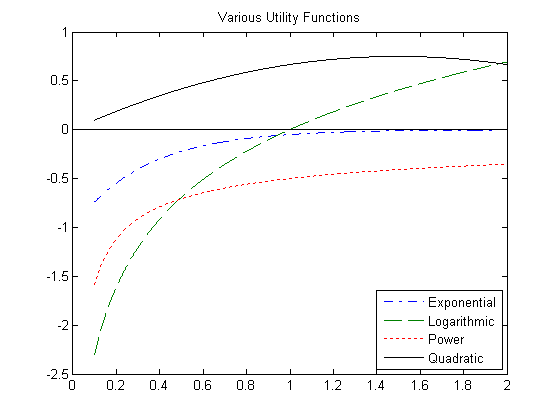 Various Utility Functions
1
0.5
0
-0.5
-1
-1.5
-2
-2.5
Exponential
Logarithmic
Power
Quadratic
0 0.2 0.4 0.6 0.8 1 1.2 1.4 1.6 1.8 2